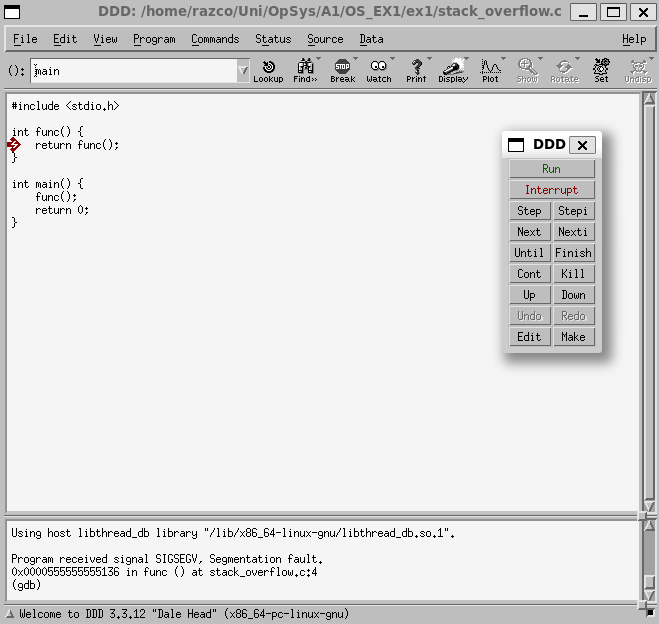 DDD: /home/razco/Uni/OpSys/A1/OS_EX1/ex1/stack_overflow.c
File Edit View Program Commands Status Source Data Help
(): main
Lookup Find>> Break Watch Print Display Plot Show Rotate Set Undisp
STOP
#include <stdio.h>
int func() {
return func();
}
int main() {
func();
return 0;
}
DDD
Run
Interrupt
Step Stepi
Next Nexti
Until Finish
Cont Kill
Up Down
Undo Redo
Edit Make
Using host libthread_db library "/lib/x86_64-linux-gnu/libthread_db.so.1".
Program received signal SIGSEGV, Segmentation fault.
0x0000555555555136 in func () at stack_overflow.c:4
(gdb)
Welcome to DDD 3.3.12 "Dale Head" (x86_64-pc-linux-gnu)